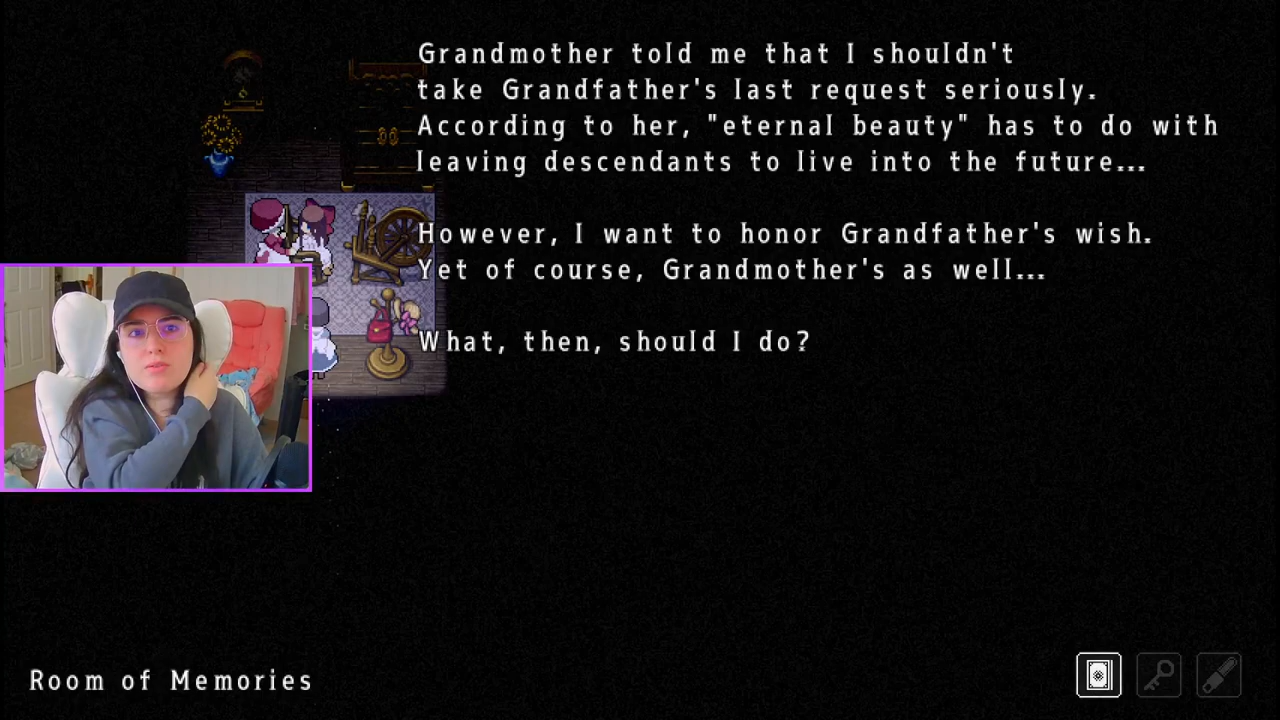 Grandmother told me that I shouldn't
take Grandfather's last request seriously.
According to her, "eternal beauty" has to do with
leaving descendants to live into the future...
However, I want to honor Grandfather's wish.
Yet of course, Grandmother's as well...
What, then, should I do?
Room of Memories